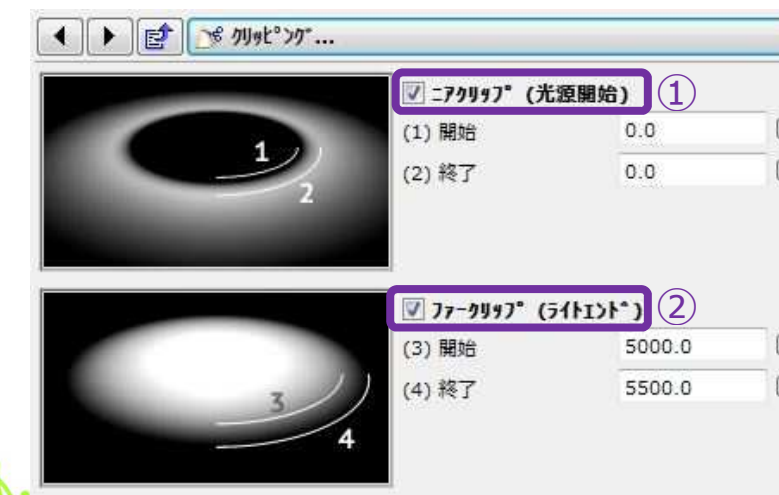 ｸﾘｯﾋﾟﾝｸﾞ...
ﾆｱｸﾘｯﾌﾟ (光源開始) ①
(1) 開始 0.0
(2) 終了 0.0
1
2
ﾌｧｰｸﾘｯﾌﾟ (ﾗｲﾄｴﾝﾄﾞ) ②
(3) 開始 5000.0
(4) 終了 5500.0
3
4